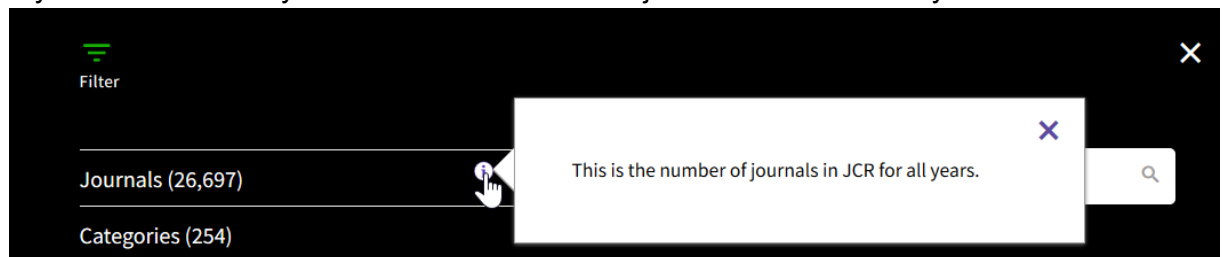 Filter
This is the number of journals in JCR for all years.
Journals (26,697)
Categories (254)